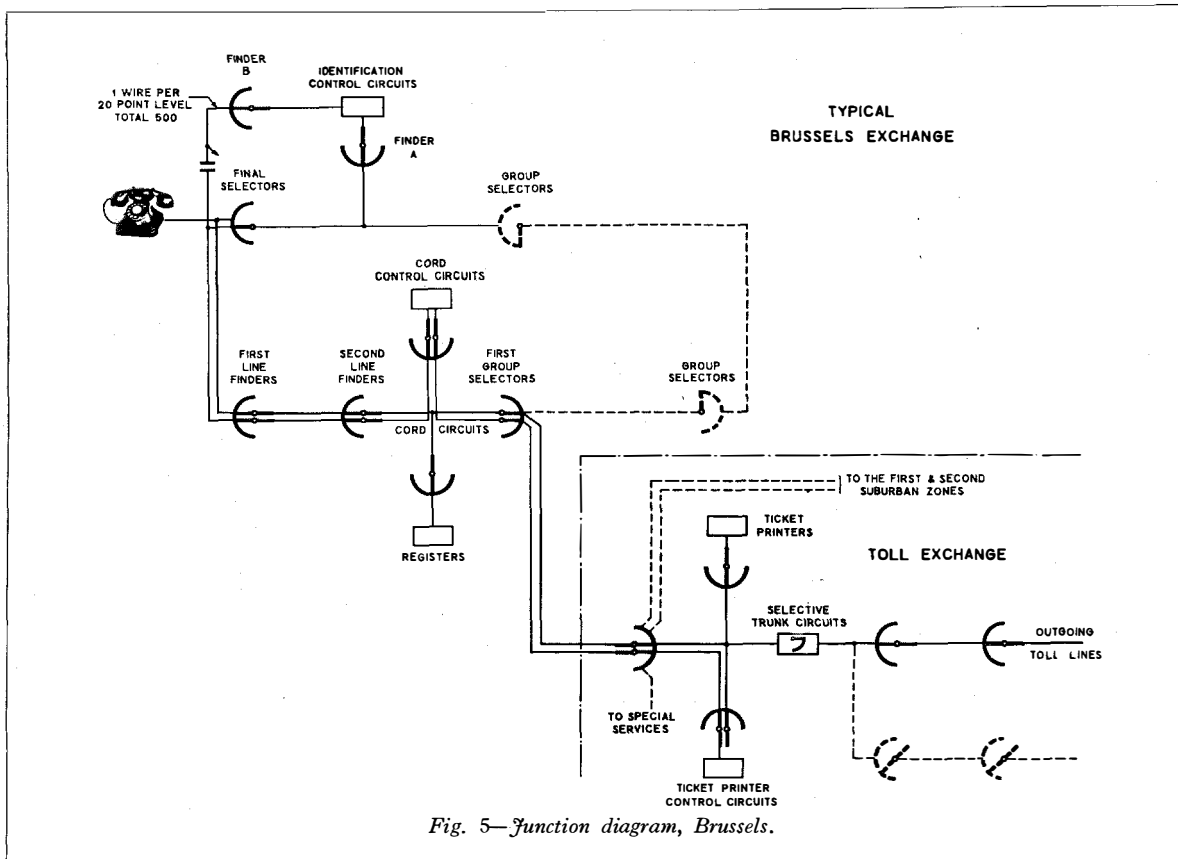 FINDER
B
IDENTIFICATION
CONTROL CIRCUITS
1 WIRE PER
20 POINT LEVEL
TOTAL 500
TYPICAL
BRUSSELS EXCHANGE
FINDER
A
FINAL
SELECTORS
GROUP
SELECTORS
CORD
CONTROL CIRCUITS
FIRST
LINE
FINDERS
SECOND
LINE
FINDERS
FIRST
GROUP
SELECTORS
GROUP
SELECTORS
CORD CIRCUITS
REGISTERS
TO THE FIRST & SECOND
SUBURBAN ZONES
TICKET
PRINTERS
TOLL EXCHANGE
SELECTIVE
TRUNK CIRCUITS
OUTGOING
TOLL LINES
TO SPECIAL
SERVICES
TICKET PRINTER
CONTROL CIRCUITS
Fig. 5—Junction diagram, Brussels.